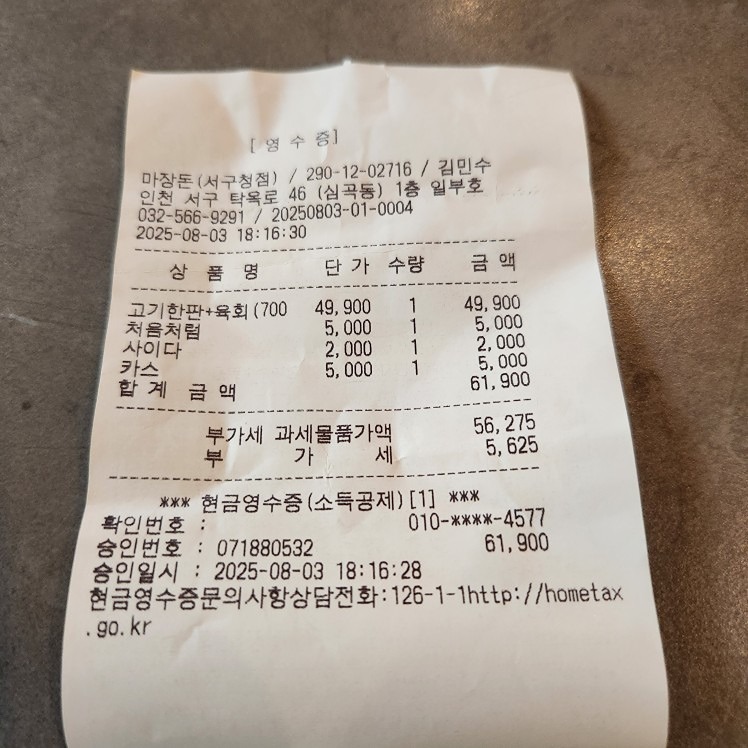 [ 영 수 증]
마장돈(서구청점) / 290-12-02716 / 김민수
인천 서구 탁옥로 46 (심곡동) 1층 일부호
032-566-9291 / 20250803-01-0004
2025-08-03 18:16:30
상 품 명 단 가 수량 금 액
고기한판+육회(700 49,900 1 49,900
처음처럼 5,000 1 5,000
사이다 2,000 1 2,000
카스 5,000 1 5,000
합 계 금 액 61,900
부가세 과세물품가액 56,275
부 가 세 5,625
*** 현금영수증(소득공제)[1] ***
확인번호 : 010-****-4577
승인번호 : 071880532 61,900
승인일시 : 2025-08-03 18:16:28
현금영수증문의사항상담전화:126-1-1http://hometax
.go.kr